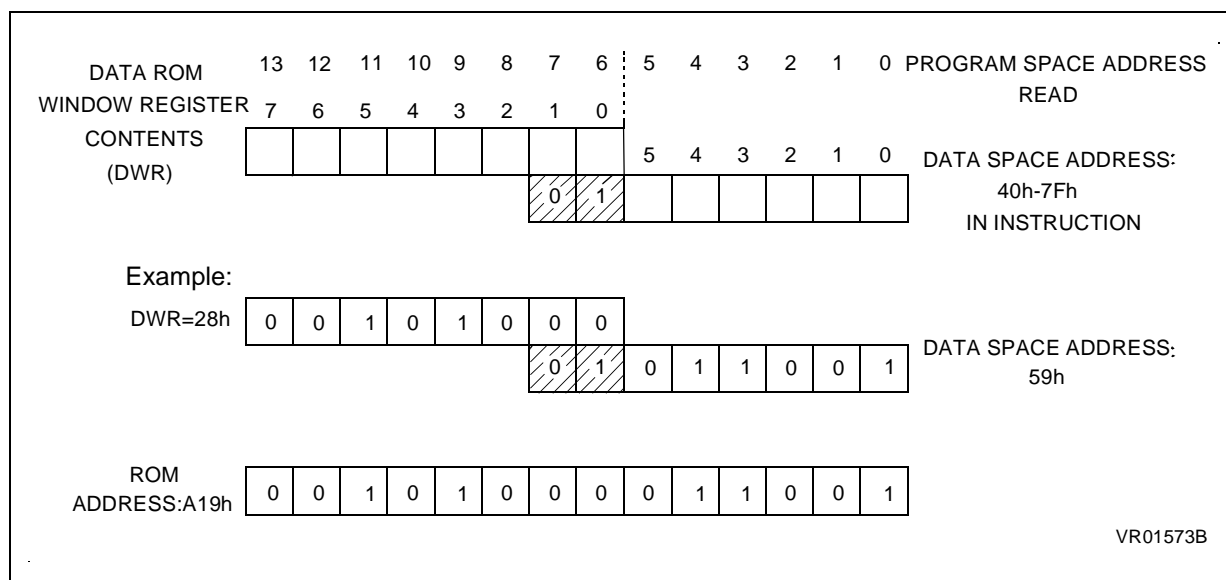 DATA ROM
WINDOW REGISTER
CONTENTS
(DWR)
13 12 11 10 9 8 7 6 5 4 3 2 1 0
7 6 5 4 3 2 1 0
PROGRAM SPACE ADDRESS
READ
5 4 3 2 1 0
0 1
DATA SPACE ADDRESS:
40h-7Fh
IN INSTRUCTION
Example:
DWR=28h
0 0 1 0 1 0 0 0
0 1 0 1 1 0 0 1
DATA SPACE ADDRESS:
59h
ROM
ADDRESS:A19h
0 0 1 0 1 0 0 0 0 1 1 0 0 1
VR01573B